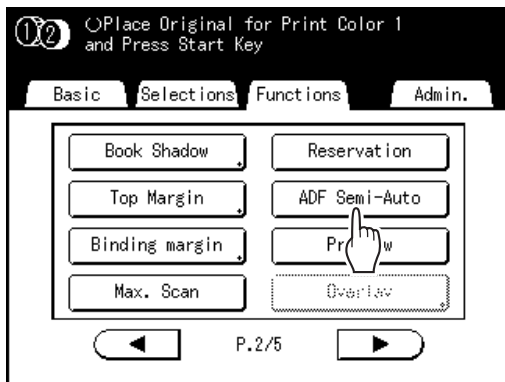 ①② ○Place Original for Print Color 1
and Press Start Key
Basic Selections Functions Admin.
Book Shadow Reservation
Top Margin ADF Semi-Auto
Binding margin
Max. Scan Overlay
◀ P.2/5 ▶